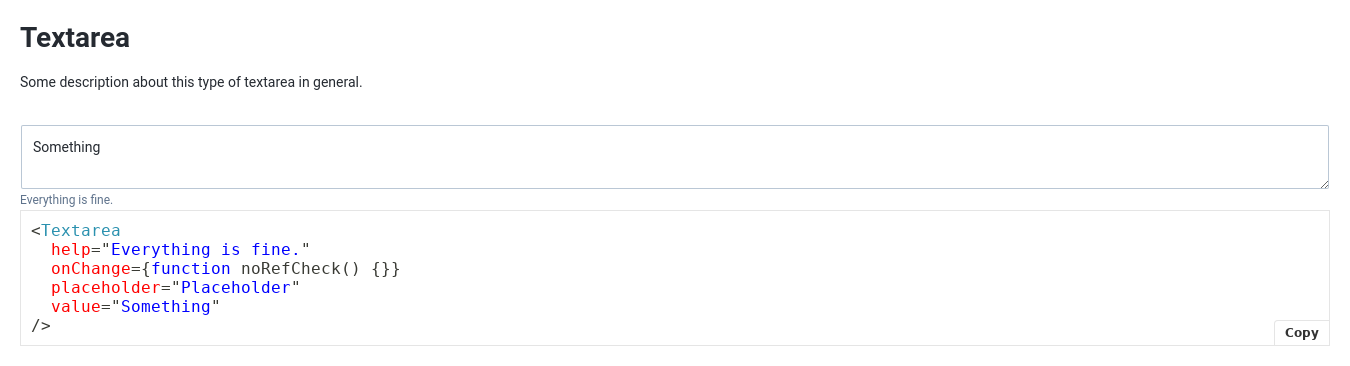 Textarea
Some description about this type of textarea in general.
Something
Everything is fine.
<Textarea
  help="Everything is fine."
  onChange={function noRefCheck() {}}
  placeholder="Placeholder"
  value="Something"
/>
Copy